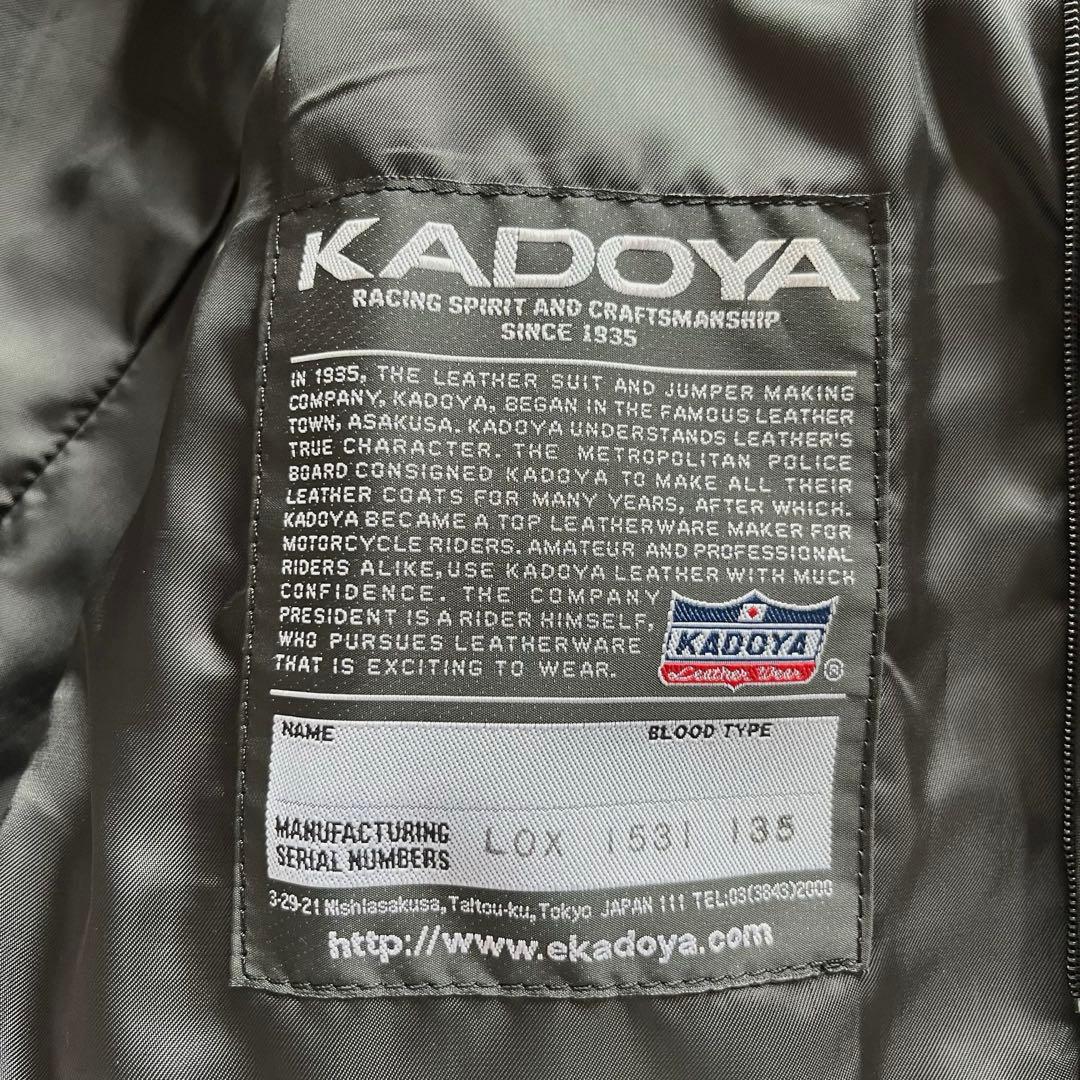 KADOYA
RACING SPIRIT AND CRAFTSMANSHIP
SINCE 1935
IN 1935, THE LEATHER SUIT AND JUMPER MAKING
COMPANY, KADOYA, BEGAN IN THE FAMOUS LEATHER
TOWN, ASAKUSA. KADOYA UNDERSTANDS LEATHER'S
TRUE CHARACTER. THE METROPOLITAN POLICE
BOARD CONSIGNED KADOYA TO MAKE ALL THEIR
LEATHER COATS FOR MANY YEARS, AFTER WHICH.
KADOYA BECAME A TOP LEATHERWARE MAKER FOR
MOTORCYCLE RIDERS. AMATEUR AND PROFESSIONAL
RIDERS ALIKE, USE KADOYA LEATHER WITH MUCH
CONFIDENCE. THE COMPANY
PRESIDENT IS A RIDER HIMSELF,
WHO PURSUES LEATHERWARE
THAT IS EXCITING TO WEAR.
KADOYA
Leather Wear ®
NAME BLOOD TYPE
MANUFACTURING
SERIAL NUMBERS LOX 1531 135
3-29-21 Nishiasakusa, Taitou-ku, Tokyo JAPAN 111 TEL:03(3843)2000
http://www.ekadoya.com